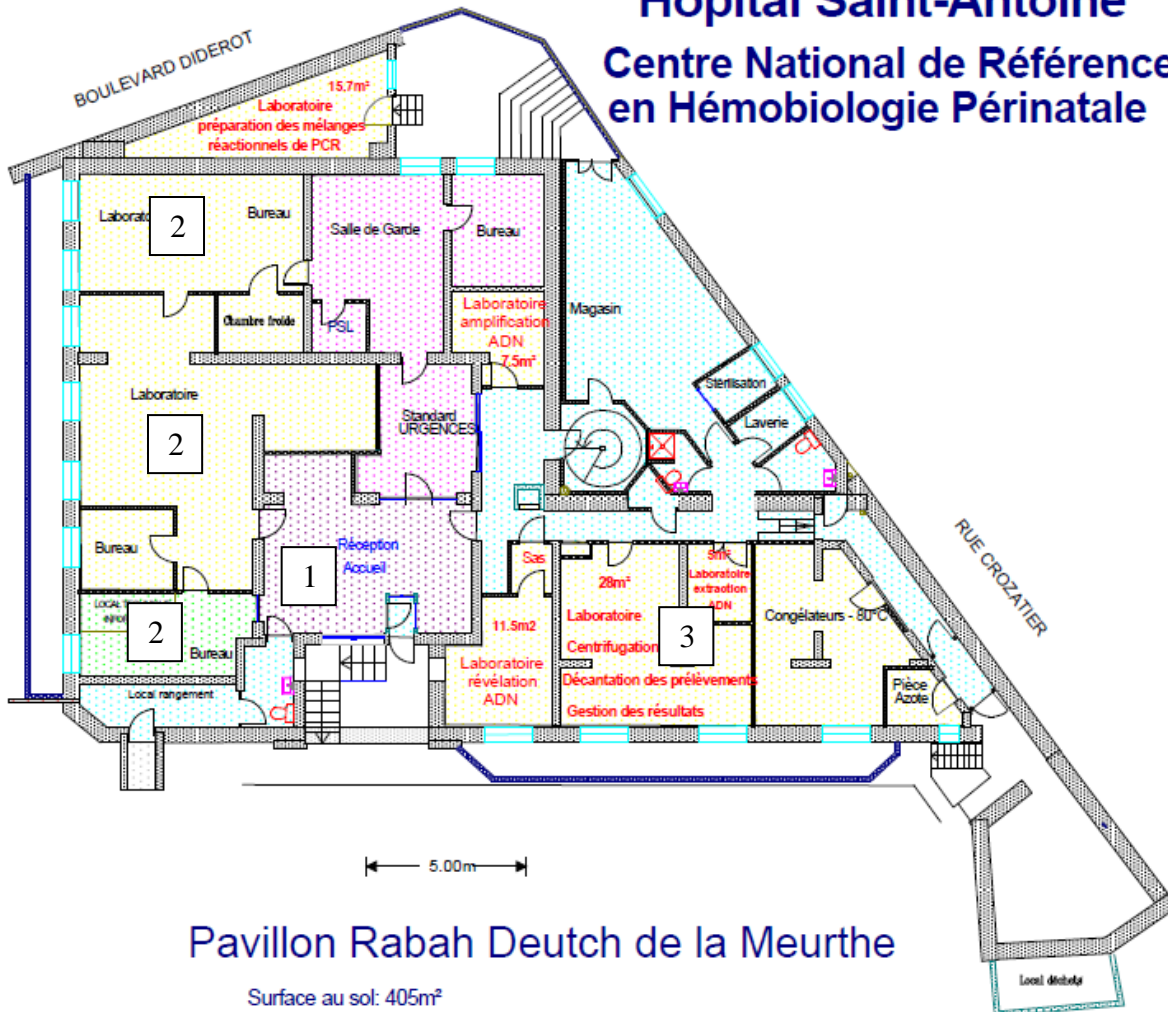 Hôpital Saint-Antoine
Centre National de Référence
en Hémobiologie Périnatale
BOULEVARD DIDEROT
15.7m²
Laboratoire
préparation des mélanges
réactionnels de PCR
2
Bureau
Salle de Garde
Bureau
Magasin
Chambre froide
PSL
Laboratoire
amplification
ADN
7.5m²
Stérilisation
Laverie
Laboratoire
2
Standard
URGENCES
Bureau
Réception
Accueil
1
Sas
28m²
Laboratoire
Centrifugation
Décantation des prélèvements
Gestion des résultats
3
Laboratoire
extraction
ADN
Congélateurs - 80°C
RUE CROZATIER
LOCAL
2
Bureau
11.5m2
Laboratoire
révélation
ADN
Pièce
Azote
Local rangement
5.00m
Pavillon Rabah Deutch de la Meurthe
Surface au sol: 405m²
Local déchets